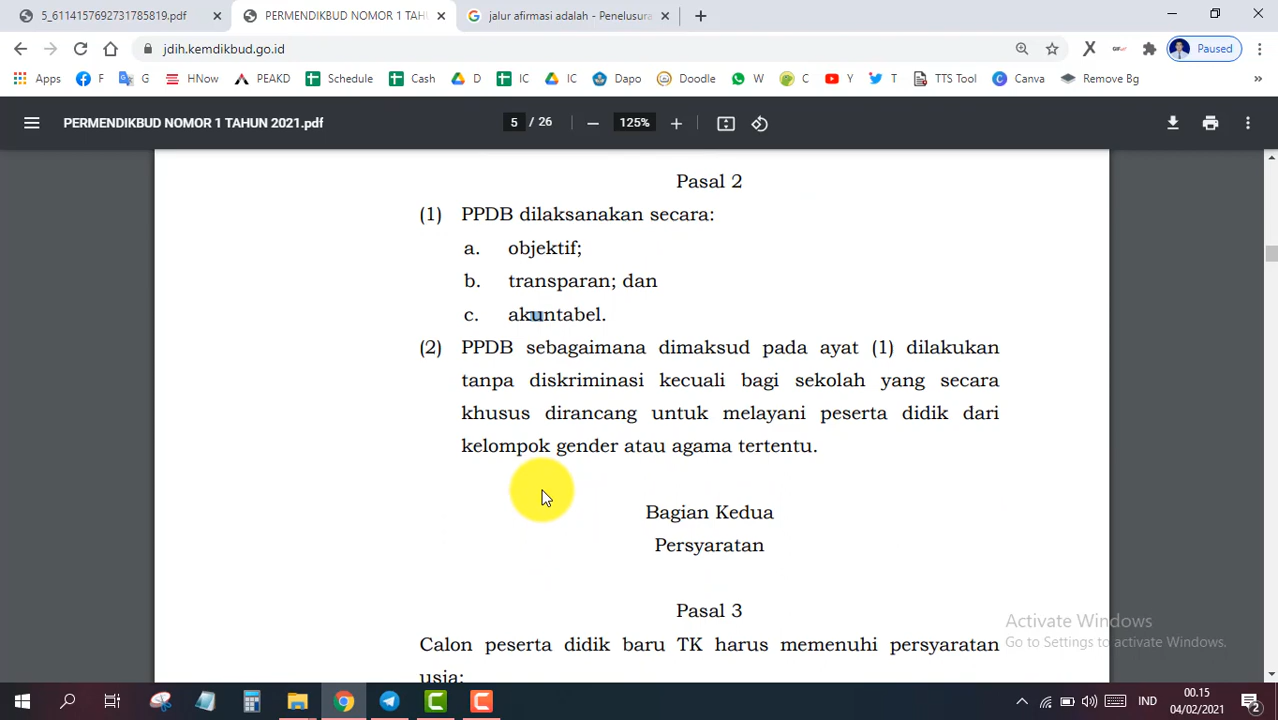 5_6114157692731785819.pdf
PERMENDIKBUD NOMOR 1 TAHU
jalur afirmasi adalah - Penelusura
jdih.kemdikbud.go.id
Paused
Apps F G HNow PEAKD Schedule Cash D IC IC Dapo Doodle W C Y T TTS Tool Canva Remove Bg »
PERMENDIKBUD NOMOR 1 TAHUN 2021.pdf
5 / 26
125%
Pasal 2
(1) PPDB dilaksanakan secara:
a. objektif;
b. transparan; dan
c. akuntabel.
(2) PPDB sebagaimana dimaksud pada ayat (1) dilakukan
tanpa diskriminasi kecuali bagi sekolah yang secara
khusus dirancang untuk melayani peserta didik dari
kelompok gender atau agama tertentu.
Bagian Kedua
Persyaratan
Pasal 3
Calon peserta didik baru TK harus memenuhi persyaratan
usia:
Activate Windows
Go to Settings to activate Windows.
IND
00.15
04/02/2021
2